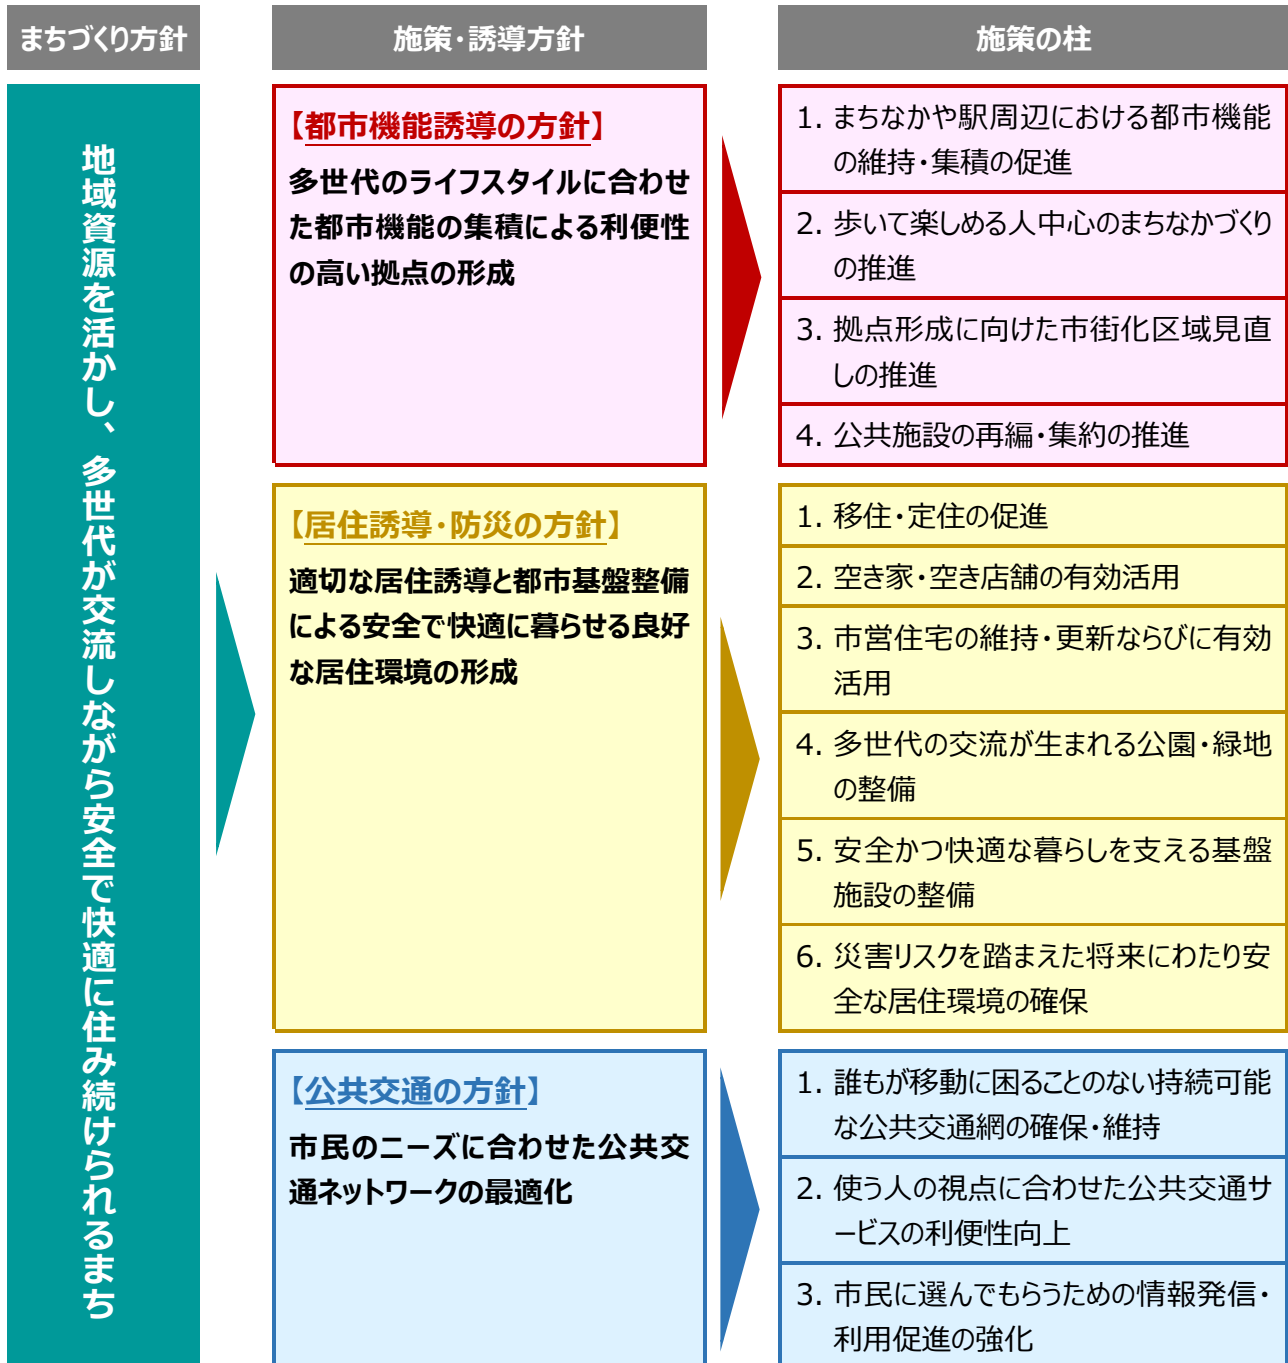 まちづくり方針
施策・誘導方針
施策の柱
地域資源を活かし、多世代が交流しながら安全で快適に住み続けられるまち
【都市機能誘導の方針】
多世代のライフスタイルに合わせ
た都市機能の集積による利便性
の高い拠点の形成
1. まちなかや駅周辺における都市機能
の維持・集積の促進
2. 歩いて楽しめる人中心のまちなかづくり
の推進
3. 拠点形成に向けた市街化区域見直
しの推進
4. 公共施設の再編・集約の推進
【居住誘導・防災の方針】
適切な居住誘導と都市基盤整備
による安全で快適に暮らせる良好
な居住環境の形成
1. 移住・定住の促進
2. 空き家・空き店舗の有効活用
3. 市営住宅の維持・更新ならびに有効
活用
4. 多世代の交流が生まれる公園・緑地
の整備
5. 安全かつ快適な暮らしを支える基盤
施設の整備
6. 災害リスクを踏まえた将来にわたり安
全な居住環境の確保
【公共交通の方針】
市民のニーズに合わせた公共交
通ネットワークの最適化
1. 誰もが移動に困ることのない持続可能
な公共交通網の確保・維持
2. 使う人の視点に合わせた公共交通サ
ービスの利便性向上
3. 市民に選んでもらうための情報発信・
利用促進の強化